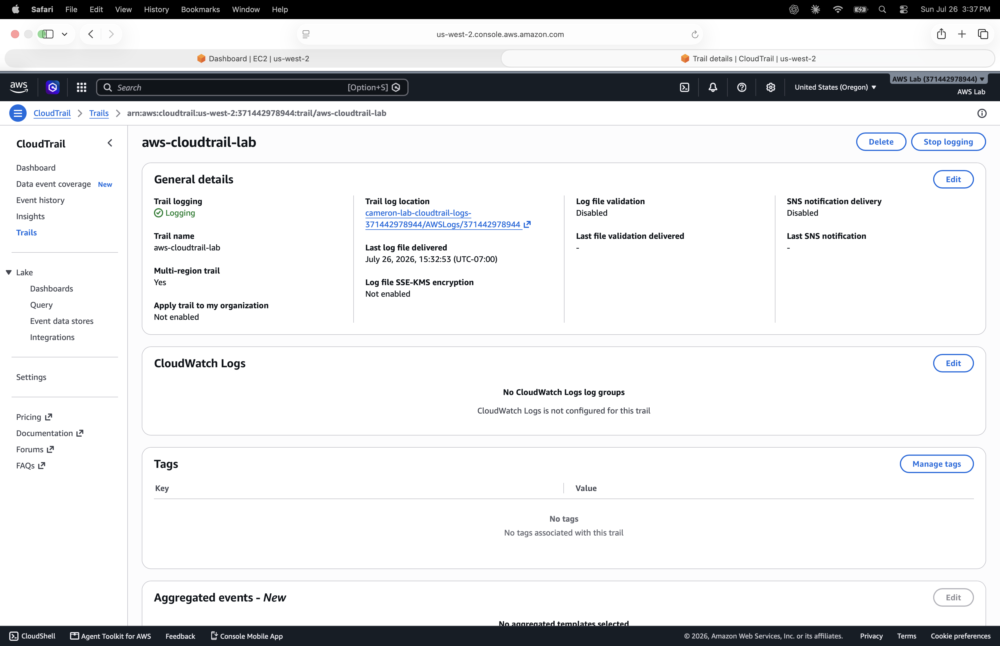 Safari File Edit View History Bookmarks Window Help Sun Jul 26 3:37 PM
us-west-2.console.aws.amazon.com
Dashboard | EC2 | us-west-2
Trail details | CloudTrail | us-west-2
aws
Search [Option+S]
United States (Oregon)
AWS Lab (371442978944)
AWS Lab
CloudTrail
Trails
arn:aws:cloudtrail:us-west-2:371442978944:trail/aws-cloudtrail-lab
CloudTrail
Dashboard
Data event coverage New
Event history
Insights
Trails
Lake
Dashboards
Query
Event data stores
Integrations
Settings
Pricing
Documentation
Forums
FAQs
aws-cloudtrail-lab
Delete
Stop logging
General details
Edit
Trail logging
Logging
Trail name
aws-cloudtrail-lab
Multi-region trail
Yes
Apply trail to my organization
Not enabled
Trail log location
cameron-lab-cloudtrail-logs-
371442978944/AWSLogs/371442978944
Last log file delivered
July 26, 2026, 15:32:53 (UTC-07:00)
Log file SSE-KMS encryption
Not enabled
Log file validation
Disabled
Last file validation delivered
-
SNS notification delivery
Disabled
Last SNS notification
-
CloudWatch Logs
Edit
No CloudWatch Logs log groups
CloudWatch Logs is not configured for this trail
Tags
Manage tags
Key
Value
No tags
No tags associated with this trail
Aggregated events - New
Edit
No aggregated templates selected
CloudShell
Agent Toolkit for AWS
Feedback
Console Mobile App
© 2026, Amazon Web Services, Inc. or its affiliates.
Privacy
Terms
Cookie preferences